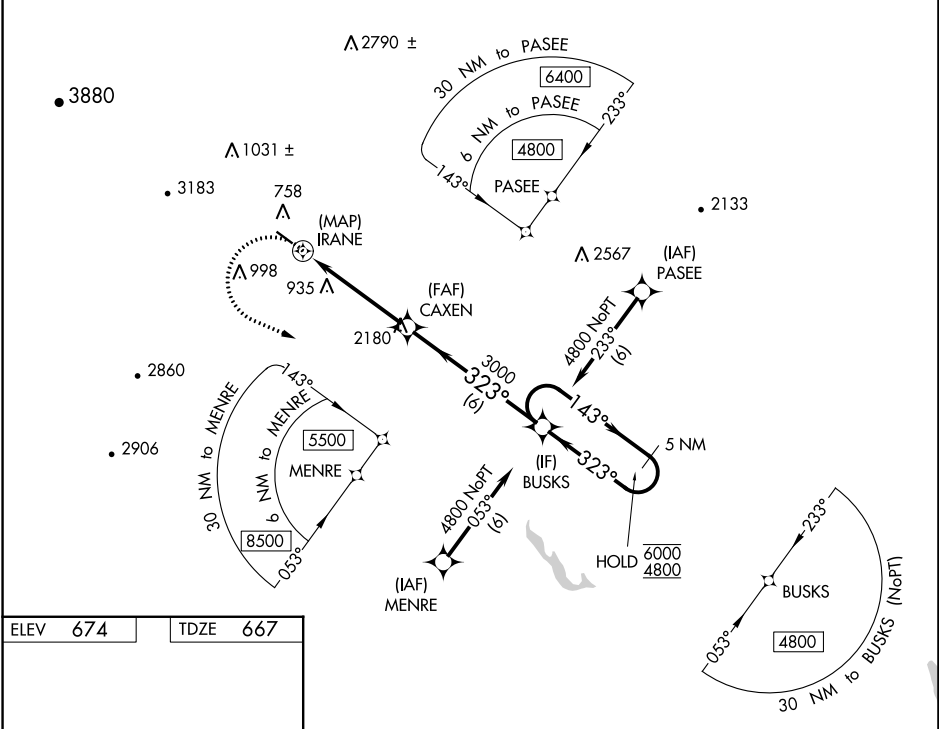 2790 ±
30 NM to PASEE
6400
6 NM to PASEE
4800
233°
143°
PASEE
3880
1031 ±
3183
758
(MAP)
IRANE
998
935
2133
2567
(IAF)
PASEE
(FAF)
CAXEN
2180
4800 NoPT
233°
(6)
3000
323°
(6)
143°
5 NM
323°
(IF)
BUSKS
2860
2906
30 NM to MENRE
143°
6 NM to MENRE
5500
MENRE
8500
053°
4800 NoPT
053°
(6)
(IAF)
MENRE
HOLD 6000
4800
233°
BUSKS
4800
053°
30 NM to BUSKS (NoPT)
ELEV 674
TDZE 667